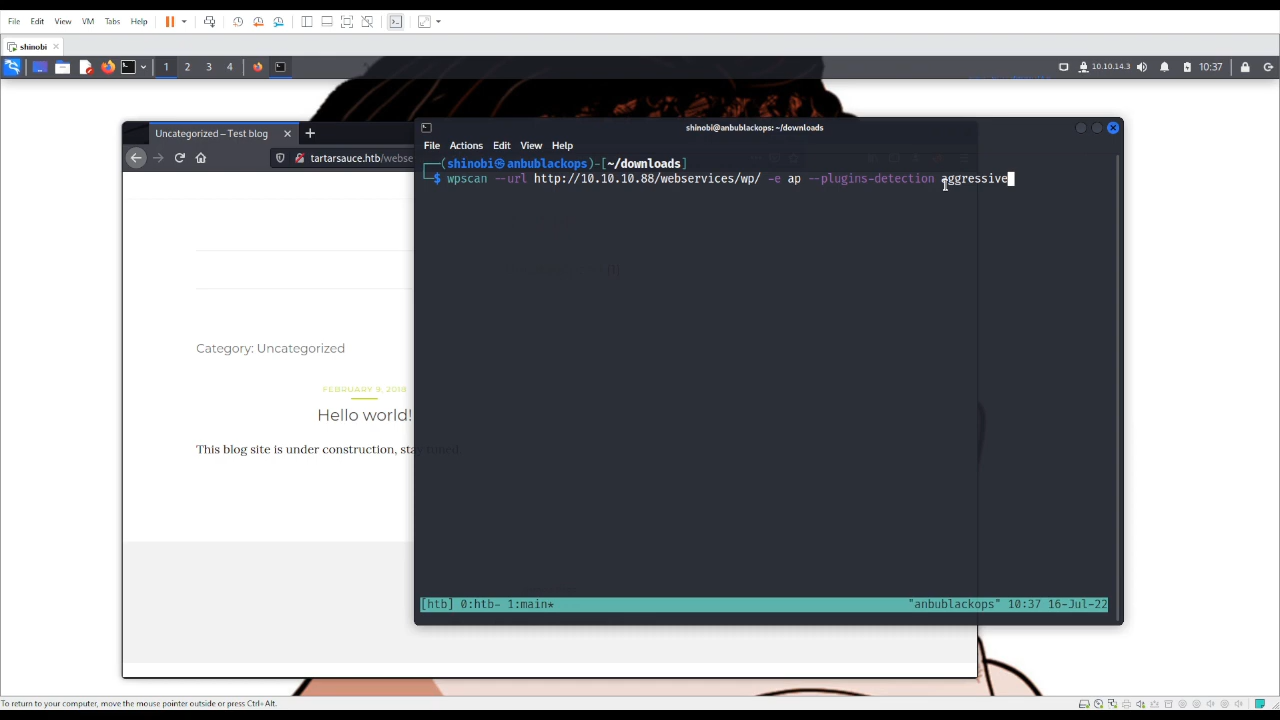 File Edit View VM Tabs Help
shinobi
1 2 3 4 10.10.14.3 10:37
Uncategorized – Test blog
tartarsauce.htb/webse
Category: Uncategorized
FEBRUARY 9, 2018
Hello world!
This blog site is under construction, stay tuned.
shinobi@anbublackops: ~/downloads
File Actions Edit View Help
┌──(shinobi㉿anbublackops)-[~/downloads]
└─$ wpscan --url http://10.10.10.88/webservices/wp/ -e ap --plugins-detection aggressive
[htb] 0:htb- 1:main* "anbublackops" 10:37 16-Jul-22
To return to your computer, move the mouse pointer outside or press Ctrl+Alt.